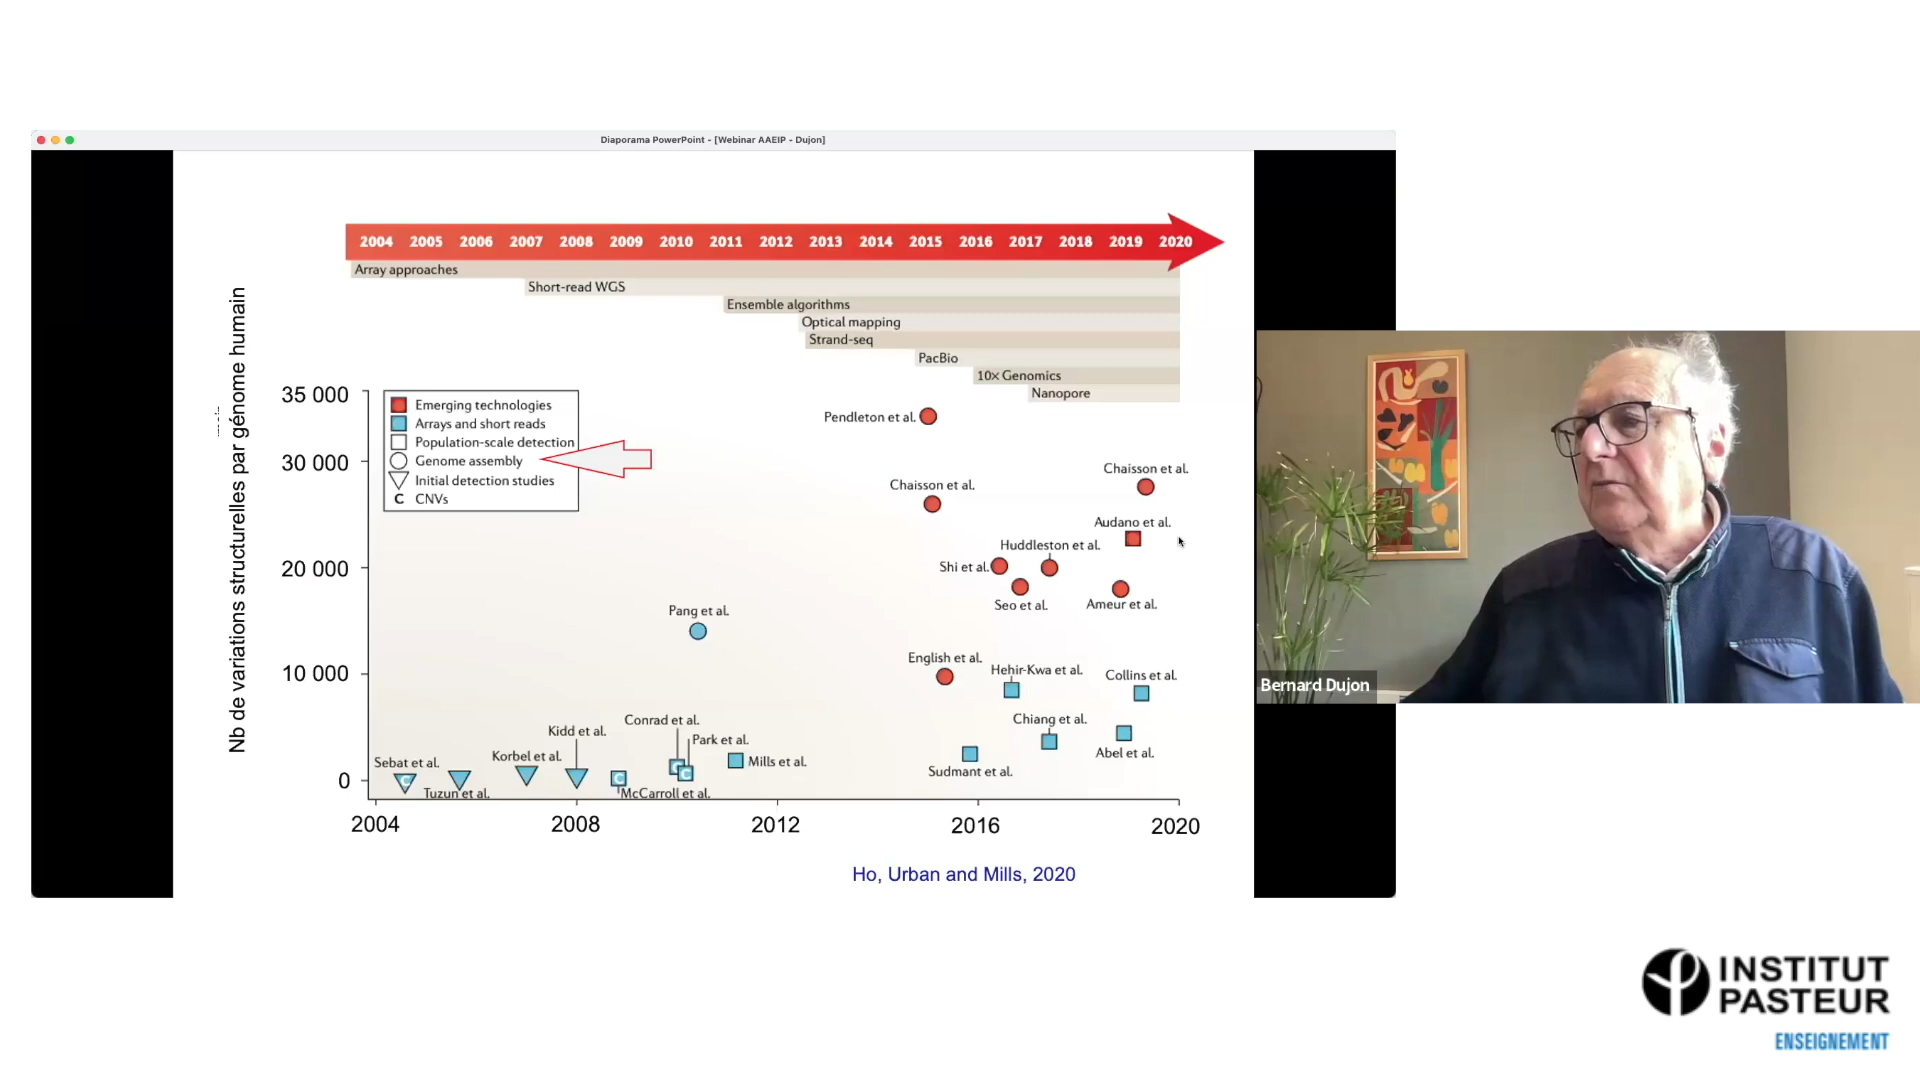 Diaporama PowerPoint - [Webinar AAEIP - Dujon]
2004 2005 2006 2007 2008 2009 2010 2011 2012 2013 2014 2015 2016 2017 2018 2019 2020
Array approaches
Short-read WGS
Ensemble algorithms
Optical mapping
Strand-seq
PacBio
10x Genomics
Nanopore
Nb de variations structurelles par génome humain
35 000
30 000
20 000
10 000
0
Emerging technologies
Arrays and short reads
Population-scale detection
Genome assembly
Initial detection studies
C CNVs
Pendleton et al.
Chaisson et al.
Chaisson et al.
Audano et al.
Huddleston et al.
Shi et al.
Seo et al.
Ameur et al.
Pang et al.
English et al.
Hehir-Kwa et al.
Collins et al.
Conrad et al.
Chiang et al.
Kidd et al.
Park et al.
Korbel et al.
Abel et al.
Sebat et al.
Mills et al.
Sudmant et al.
Tuzun et al.
McCarroll et al.
C
C
C
C
2004 2008 2012 2016 2020
Ho, Urban and Mills, 2020
Bernard Dujon
INSTITUT
PASTEUR
ENSEIGNEMENT